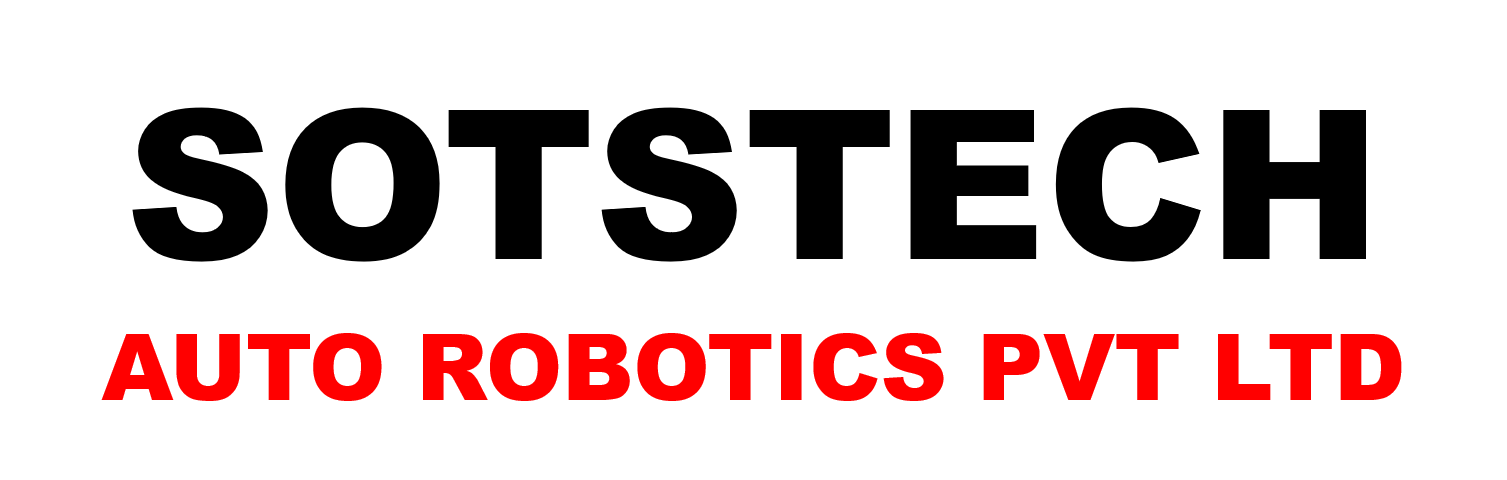 SOTSTECH
AUTO ROBOTICS PVT LTD